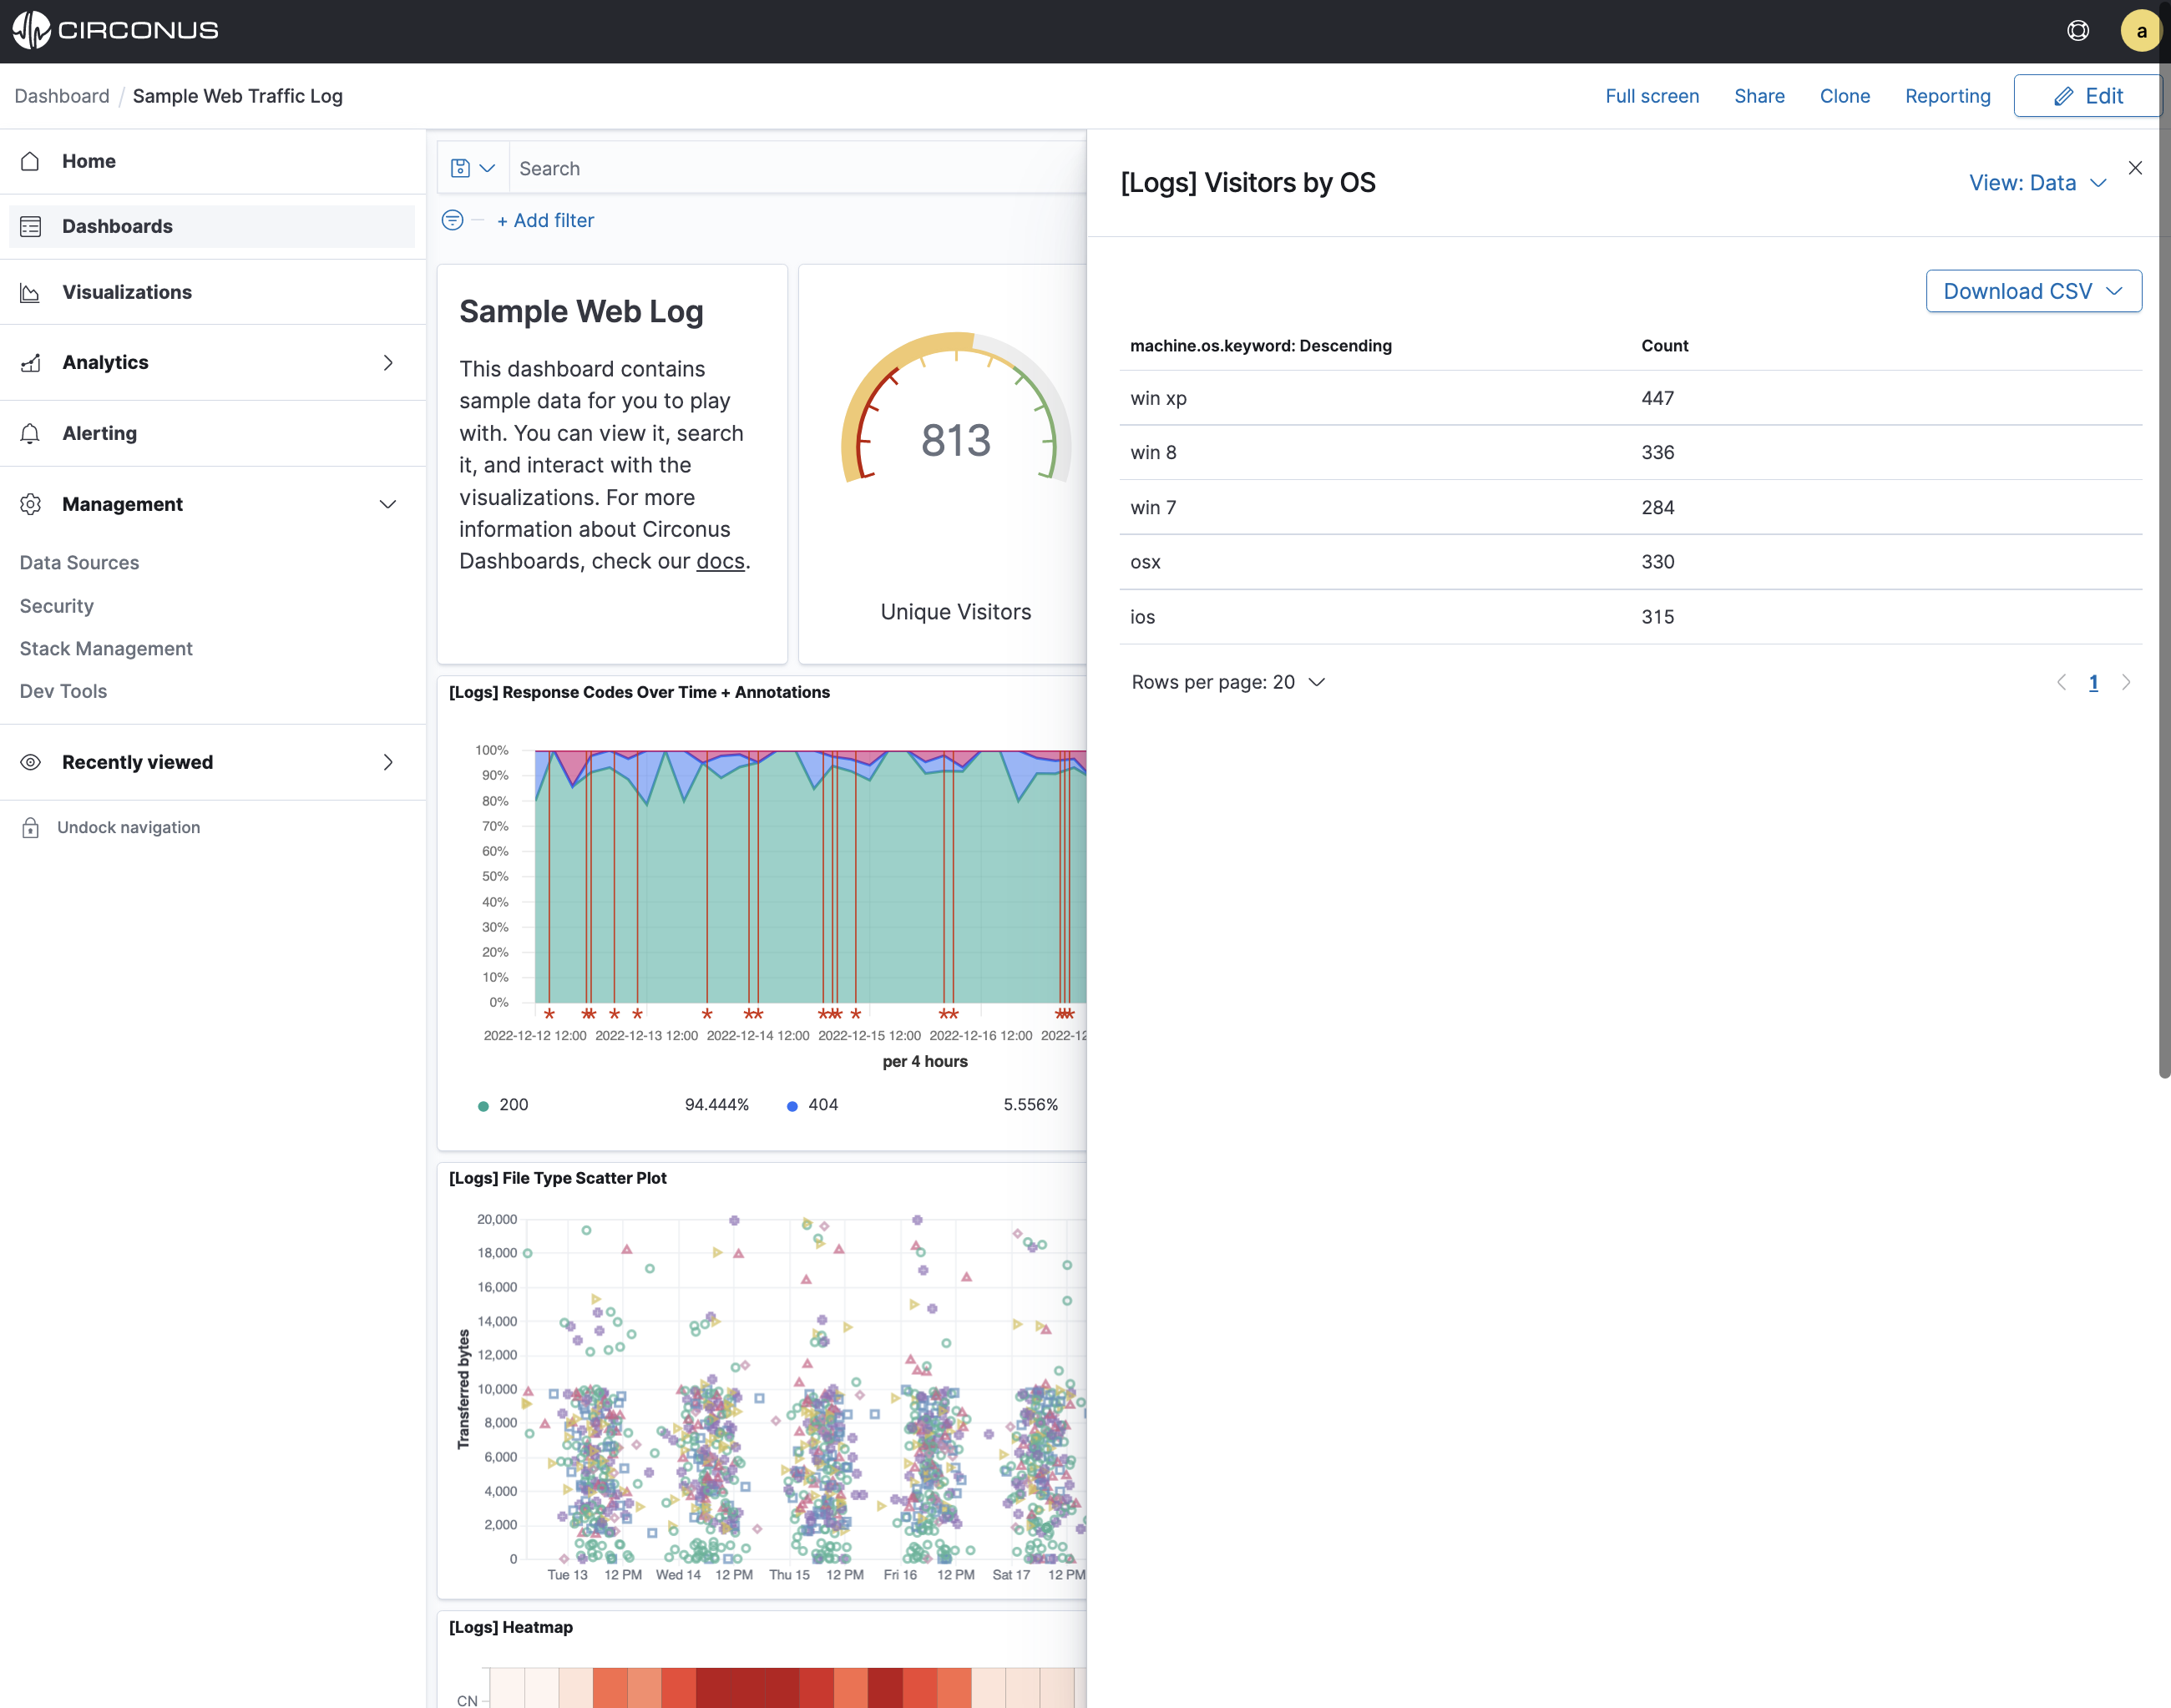 CIRCONUS
a
Dashboard / Sample Web Traffic Log
Full screen
Share
Clone
Reporting
Edit
Home
Dashboards
Visualizations
Analytics
Alerting
Management
Data Sources
Security
Stack Management
Dev Tools
Recently viewed
Undock navigation
Search
+ Add filter
Sample Web Log
This dashboard contains
sample data for you to play
with. You can view it, search
it, and interact with the
visualizations. For more
information about Circonus
Dashboards, check our docs.
813
Unique Visitors
[Logs] Response Codes Over Time + Annotations
100%
90%
80%
70%
60%
50%
40%
30%
20%
10%
0%
2022-12-12 12:00 2022-12-13 12:00 2022-12-14 12:00 2022-12-15 12:00 2022-12-16 12:00 2022-12
per 4 hours
200 94.444% 404 5.556%
[Logs] File Type Scatter Plot
Transferred bytes
20,000
18,000
16,000
14,000
12,000
10,000
8,000
6,000
4,000
2,000
0
Tue 13 12 PM Wed 14 12 PM Thu 15 12 PM Fri 16 12 PM Sat 17 12 PM
[Logs] Heatmap
CN
[Logs] Visitors by OS
View: Data
Download CSV
machine.os.keyword: Descending Count
win xp 447
win 8 336
win 7 284
osx 330
ios 315
Rows per page: 20
1